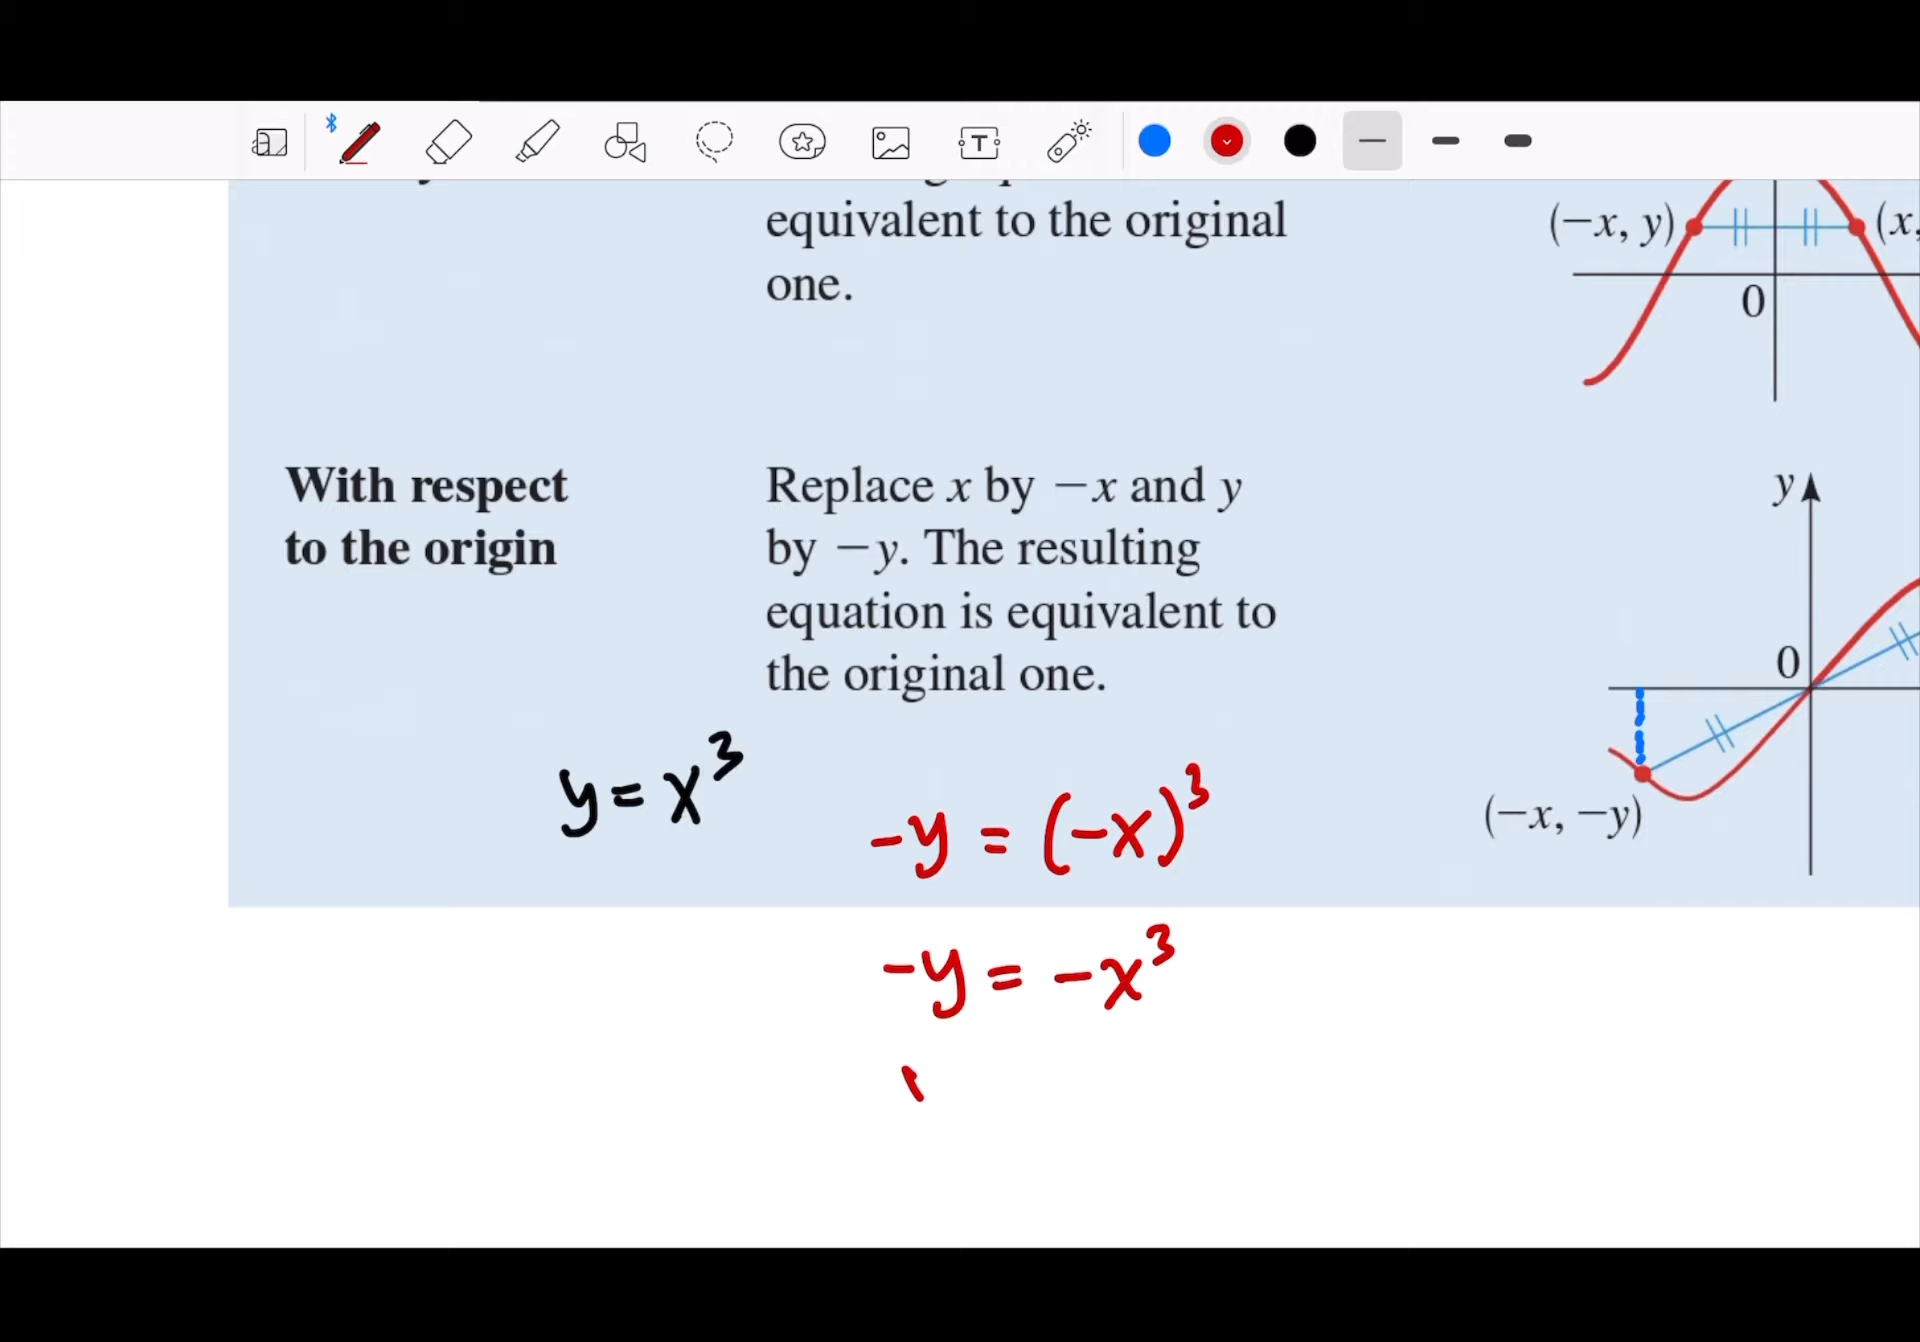 equivalent to the original
one.
(−x, y)
(x,
0
With respect
to the origin
Replace x by −x and y
by −y. The resulting
equation is equivalent to
the original one.
y
0
(−x, −y)
y = x³
-y = (-x)³
-y = -x³